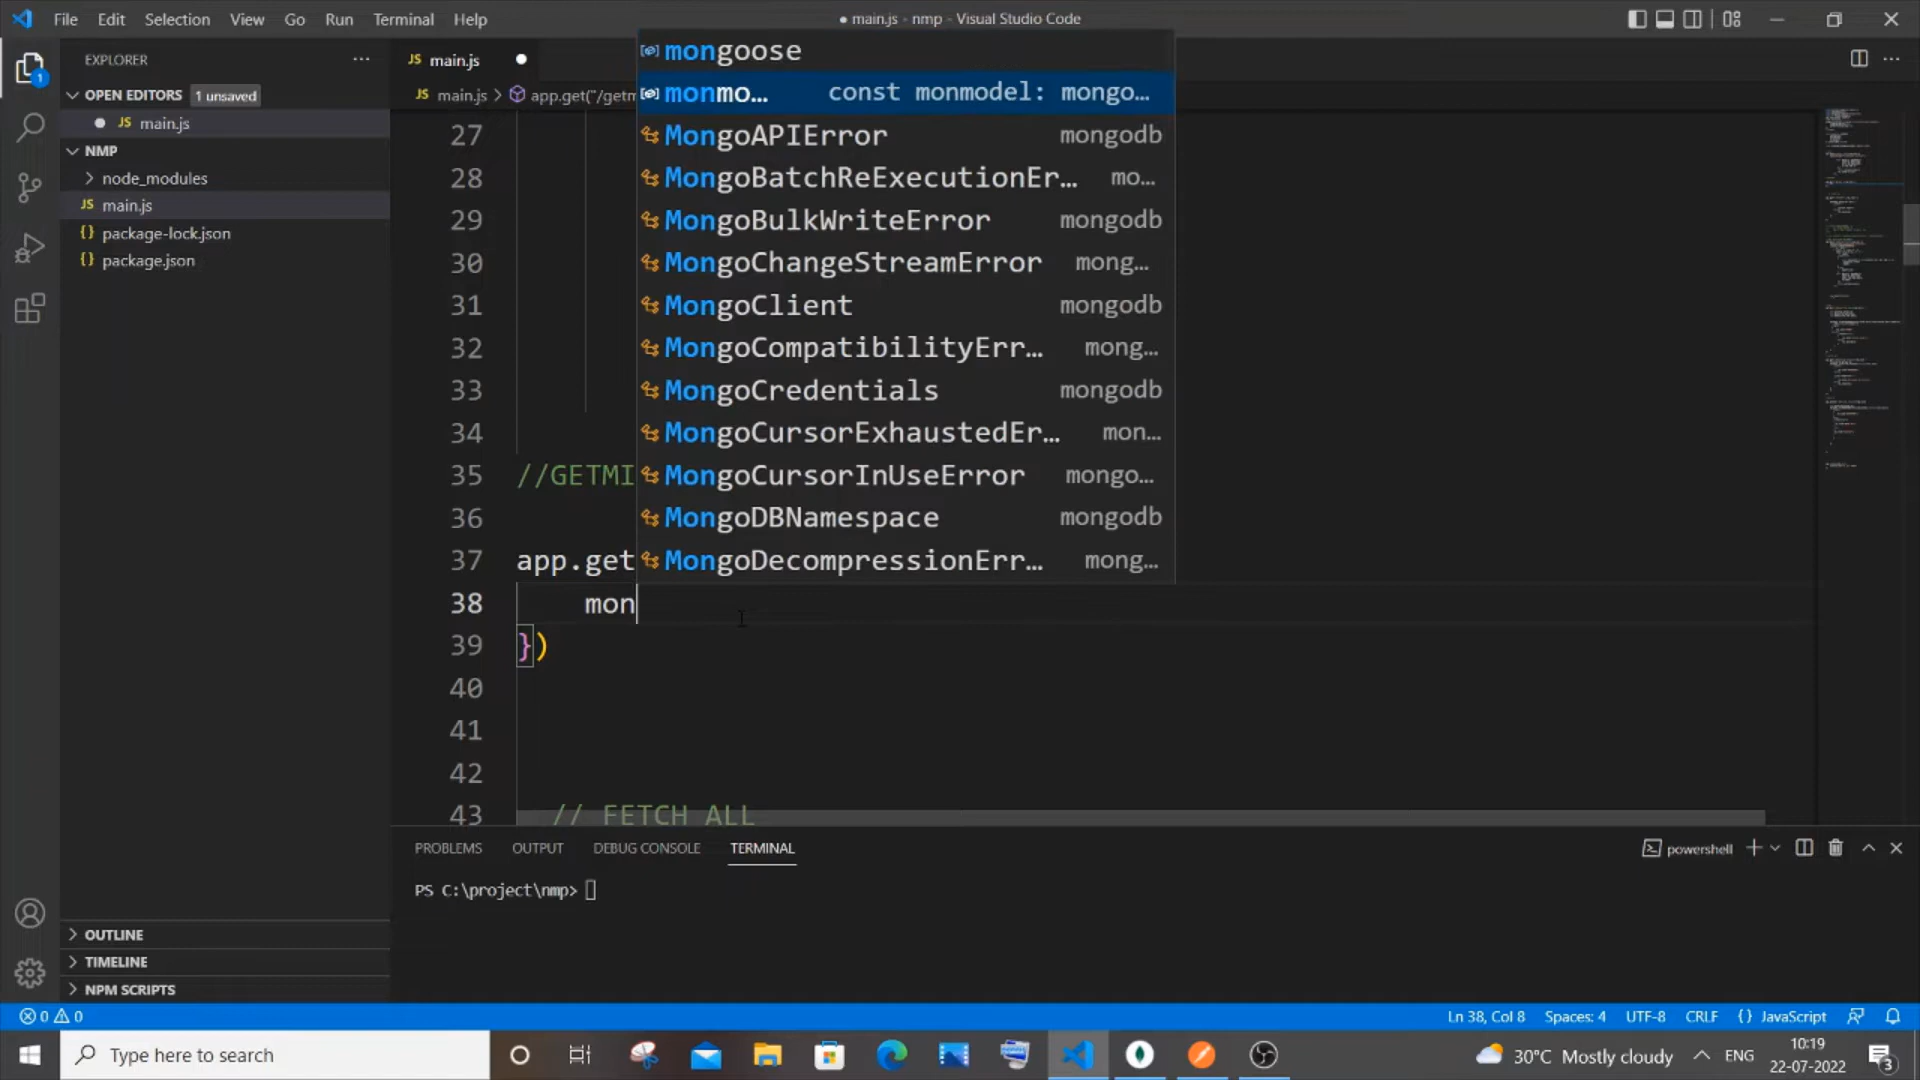 File Edit Selection View Go Run Terminal Help
● main.js - nmp - Visual Studio Code
EXPLORER
OPEN EDITORS 1 unsaved
JS main.js
NMP
node_modules
JS main.js
{} package-lock.json
{} package.json
OUTLINE
TIMELINE
NPM SCRIPTS
1
JS main.js
JS main.js > app.get("/getm
mongoose
monmo… const monmodel: mongo…
MongoAPIError mongodb
MongoBatchReExecutionEr… mo…
MongoBulkWriteError mongodb
MongoChangeStreamError mong…
MongoClient mongodb
MongoCompatibilityErr… mong…
MongoCredentials mongodb
MongoCursorExhaustedEr… mon…
MongoCursorInUseError mongo…
MongoDBNamespace mongodb
MongoDecompressionErr… mong…
27
28
29
30
31
32
33
34
35 //GETMI
36
37 app.get
38 mon
39 })
40
41
42
43 // FETCH ALL
PROBLEMS OUTPUT DEBUG CONSOLE TERMINAL
powershell
PS C:\project\nmp>
0 0
Ln 38, Col 8 Spaces: 4 UTF-8 CRLF {} JavaScript
Type here to search
30°C Mostly cloudy
ENG
10:19
22-07-2022
3